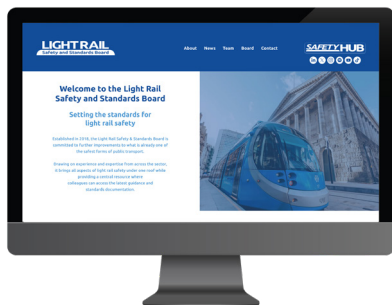 LIGHT RAIL
Safety and Standards Board
About News Team Board Contact
SAFETY HUB
Welcome to the Light Rail
Safety and Standards Board
Setting the standards for
light rail safety
Established in 2018, the Light Rail Safety & Standards Board is
committed to further improvements to what is already one of
the safest forms of public transport.
Drawing on experience and expertise from across the sector,
it brings all aspects of light rail safety under one roof while
providing a central resource where
colleagues can access the latest guidance and
standards documentation